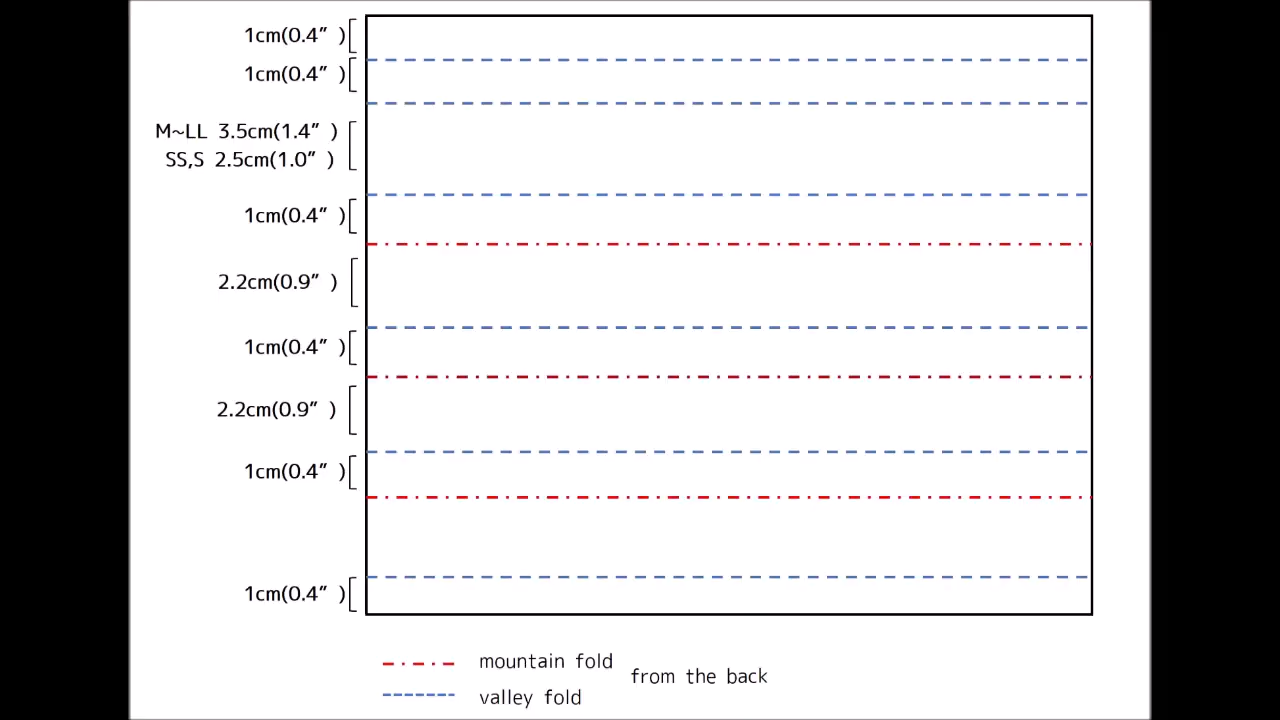 1cm(0.4” )
1cm(0.4” )
M~LL 3.5cm(1.4” )
SS,S 2.5cm(1.0” )
1cm(0.4” )
2.2cm(0.9” )
1cm(0.4” )
2.2cm(0.9” )
1cm(0.4” )
1cm(0.4” )
mountain fold
from the back
valley fold